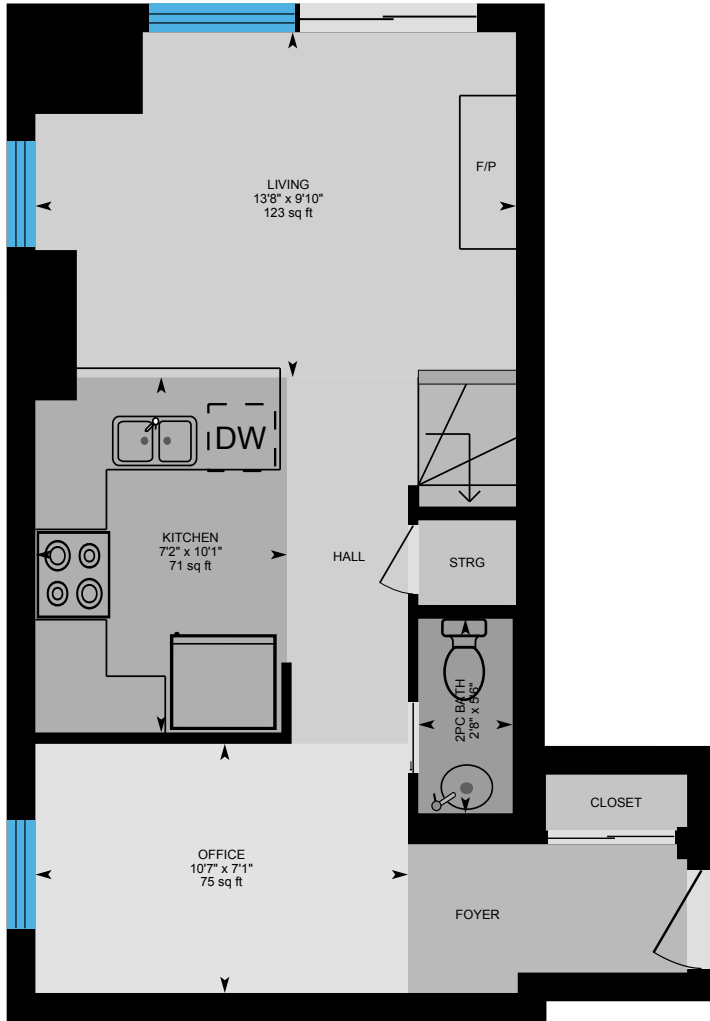 F/P
LIVING
13'8" x 9'10"
123 sq ft
DW
KITCHEN
7'2" x 10'1"
71 sq ft
HALL
STRG
2PC BATH
2'8" x 5'6"
CLOSET
OFFICE
10'7" x 7'1"
75 sq ft
FOYER